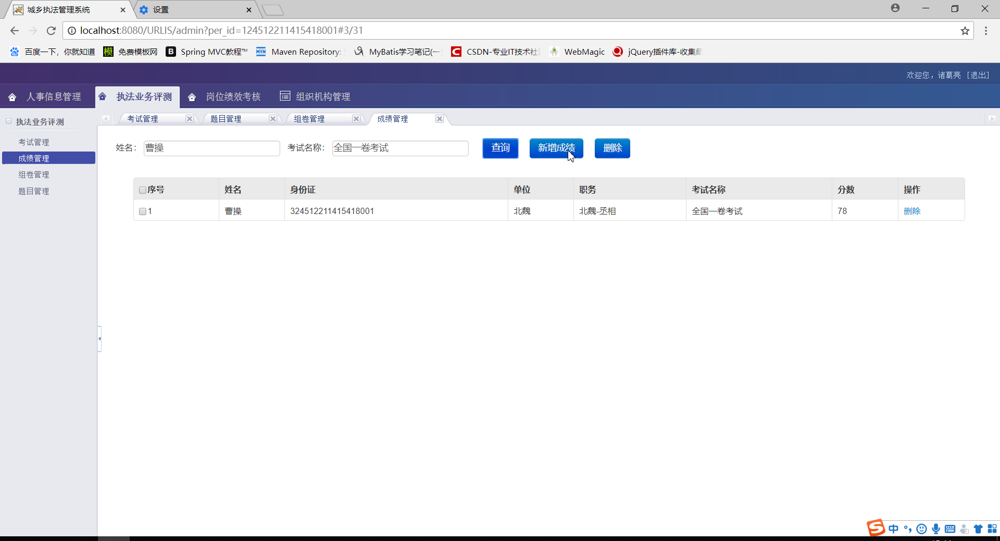 城乡执法管理系统
设置
localhost:8080/URLIS/admin?per_id=124512211415418001#3/31
百度一下，你就知道 模 免费模板网 B Spring MVC教程™ MVN Maven Repository: MyBatis学习笔记(一 C CSDN-专业IT技术社 WebMagic jQuery插件库-收集最
欢迎您，诸葛亮 [退出]
人事信息管理 执法业务评测 岗位绩效考核 组织机构管理
执法业务评测
考试管理
成绩管理
组卷管理
题目管理
考试管理 题目管理 组卷管理 成绩管理
姓名： 曹操 考试名称： 全国一卷考试 查询 新增成绩 删除
序号 姓名 身份证 单位 职务 考试名称 分数 操作
1 曹操 324512211415418001 北魏 北魏-丞相 全国一卷考试 78 删除
S 中